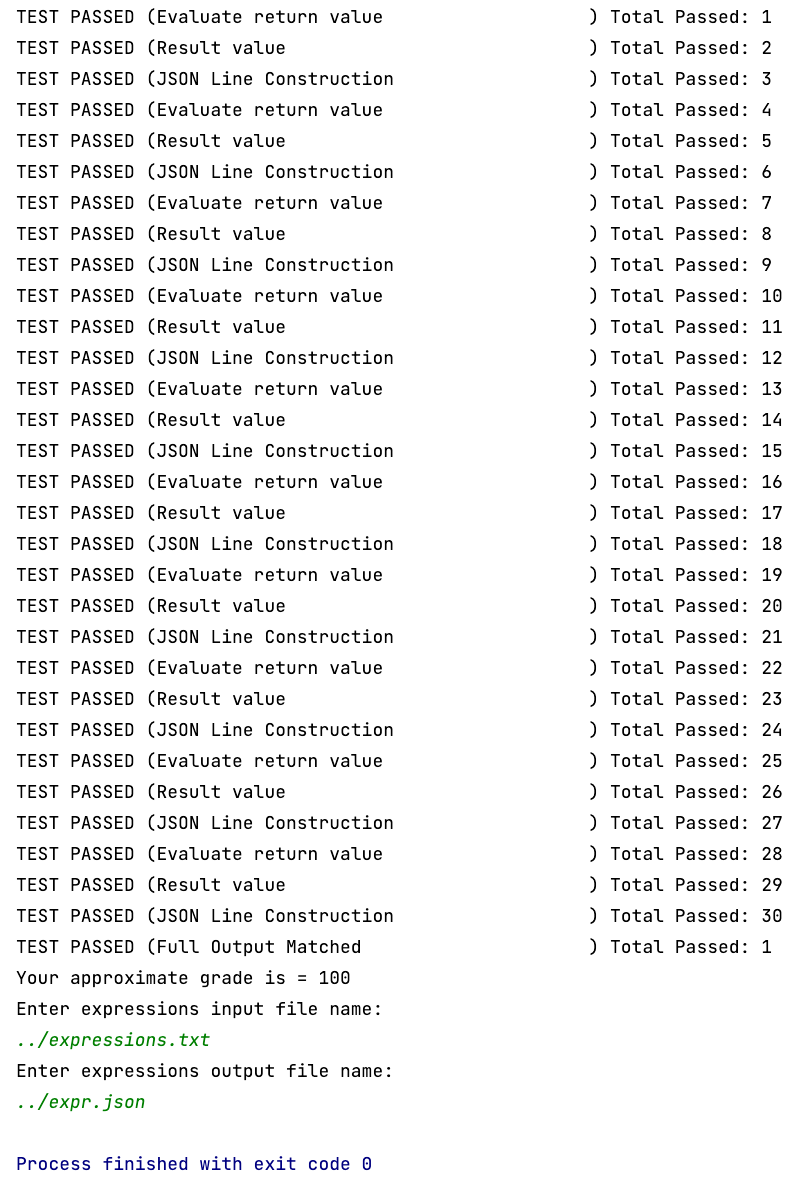 TEST PASSED (Evaluate return value                   ) Total Passed: 1
TEST PASSED (Result value                            ) Total Passed: 2
TEST PASSED (JSON Line Construction                  ) Total Passed: 3
TEST PASSED (Evaluate return value                   ) Total Passed: 4
TEST PASSED (Result value                            ) Total Passed: 5
TEST PASSED (JSON Line Construction                  ) Total Passed: 6
TEST PASSED (Evaluate return value                   ) Total Passed: 7
TEST PASSED (Result value                            ) Total Passed: 8
TEST PASSED (JSON Line Construction                  ) Total Passed: 9
TEST PASSED (Evaluate return value                   ) Total Passed: 10
TEST PASSED (Result value                            ) Total Passed: 11
TEST PASSED (JSON Line Construction                  ) Total Passed: 12
TEST PASSED (Evaluate return value                   ) Total Passed: 13
TEST PASSED (Result value                            ) Total Passed: 14
TEST PASSED (JSON Line Construction                  ) Total Passed: 15
TEST PASSED (Evaluate return value                   ) Total Passed: 16
TEST PASSED (Result value                            ) Total Passed: 17
TEST PASSED (JSON Line Construction                  ) Total Passed: 18
TEST PASSED (Evaluate return value                   ) Total Passed: 19
TEST PASSED (Result value                            ) Total Passed: 20
TEST PASSED (JSON Line Construction                  ) Total Passed: 21
TEST PASSED (Evaluate return value                   ) Total Passed: 22
TEST PASSED (Result value                            ) Total Passed: 23
TEST PASSED (JSON Line Construction                  ) Total Passed: 24
TEST PASSED (Evaluate return value                   ) Total Passed: 25
TEST PASSED (Result value                            ) Total Passed: 26
TEST PASSED (JSON Line Construction                  ) Total Passed: 27
TEST PASSED (Evaluate return value                   ) Total Passed: 28
TEST PASSED (Result value                            ) Total Passed: 29
TEST PASSED (JSON Line Construction                  ) Total Passed: 30
TEST PASSED (Full Output Matched                     ) Total Passed: 1
Your approximate grade is = 100
Enter expressions input file name:
../expressions.txt
Enter expressions output file name:
../expr.json
Process finished with exit code 0